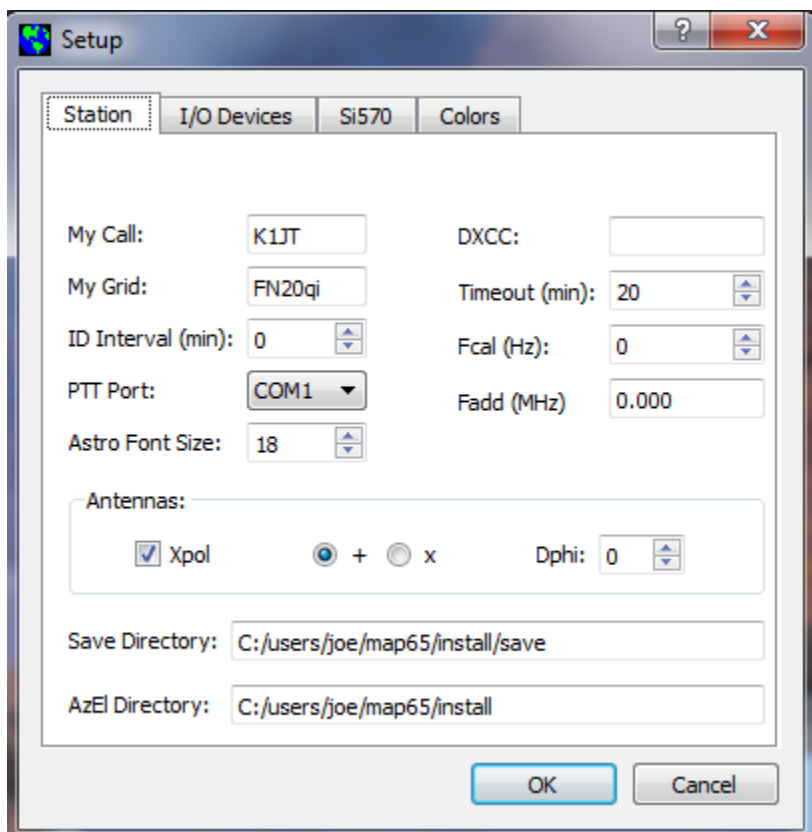 Setup
Station I/O Devices Si570 Colors
My Call: K1JT DXCC:
My Grid: FN20qi Timeout (min): 20
ID Interval (min): 0 Fcal (Hz): 0
PTT Port: COM1 Fadd (MHz) 0.000
Astro Font Size: 18
Antennas:
Xpol + x Dphi: 0
Save Directory: C:/users/joe/map65/install/save
AzEl Directory: C:/users/joe/map65/install
OK Cancel